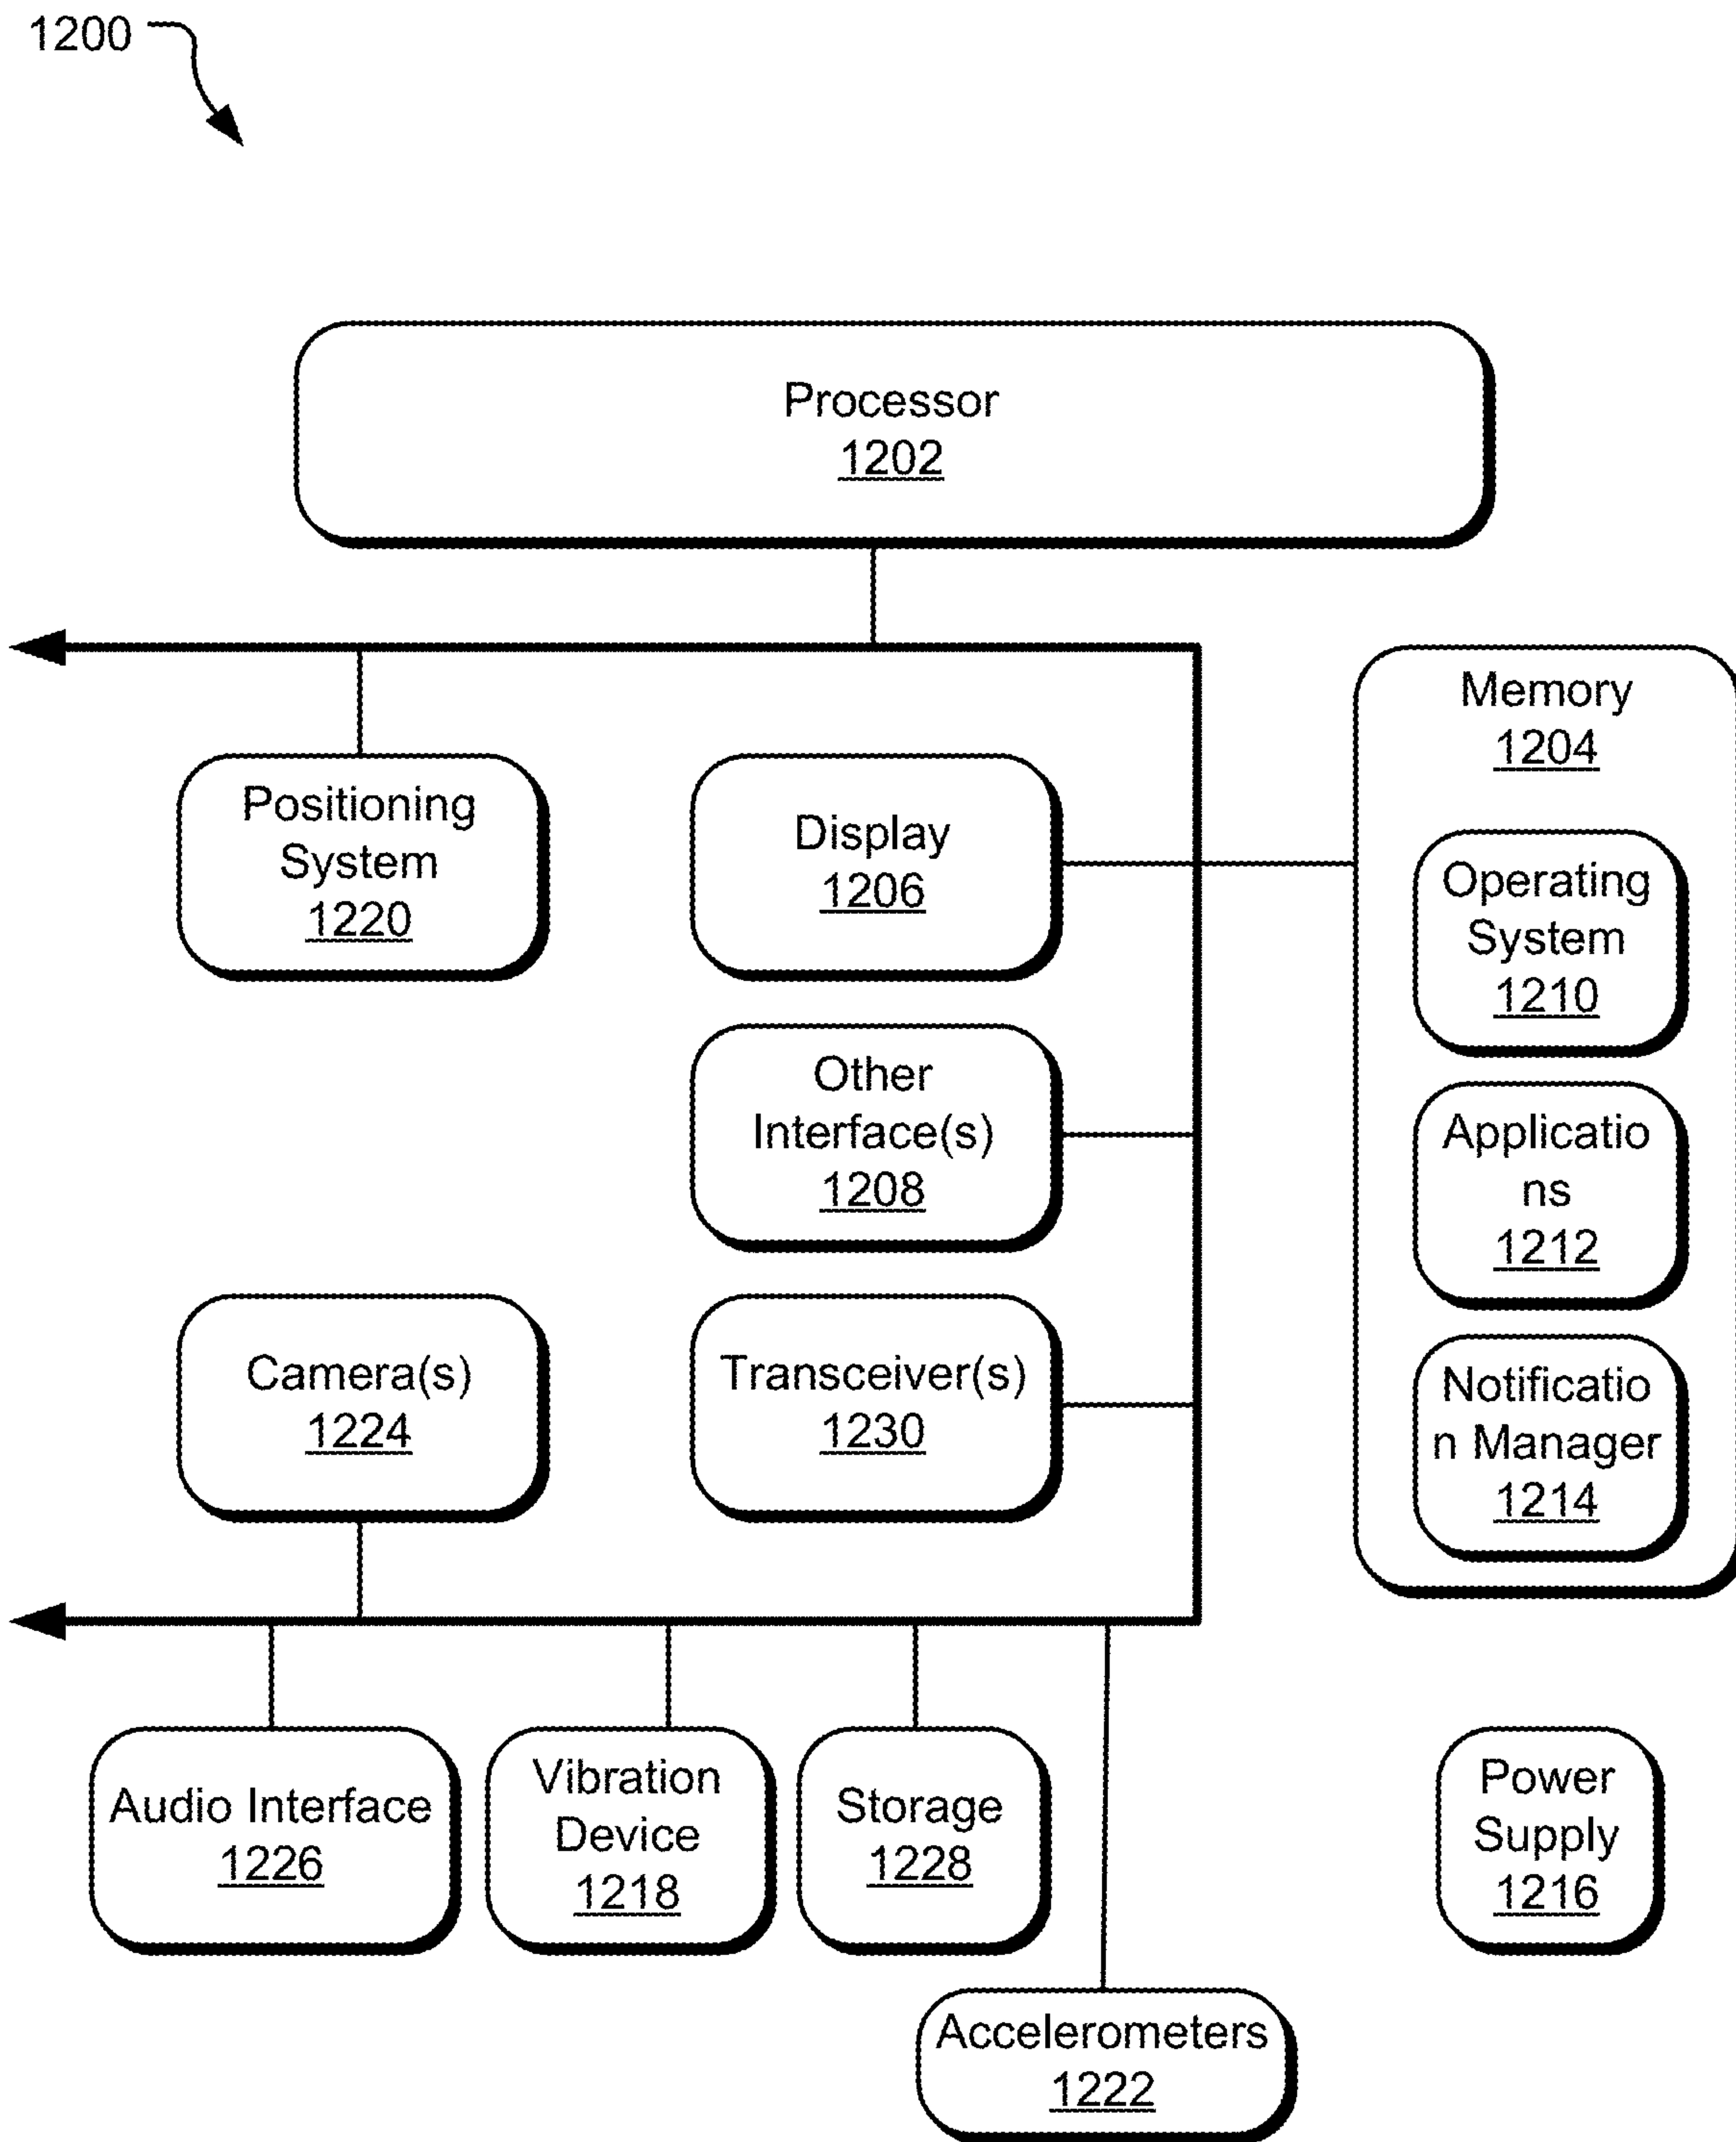 1200
Processor
1202
Memory
1204
Positioning
System
1220
Display
1206
Operating
System
1210
Other
Interface(s)
1208
Applicatio
ns
1212
Camera(s)
1224
Transceiver(s)
1230
Notificatio
n Manager
1214
Audio Interface
1226
Vibration
Device
1218
Storage
1228
Power
Supply
1216
Accelerometers
1222